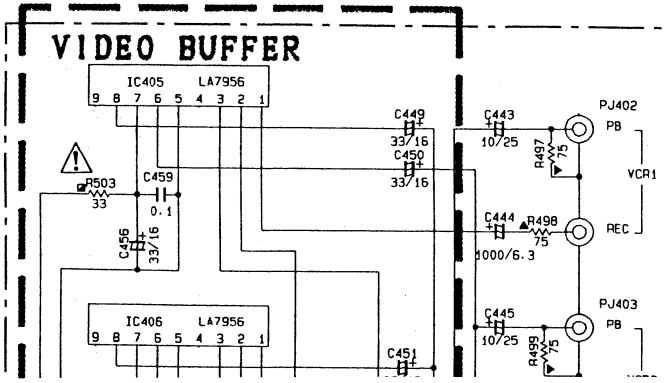 VIDEO BUFFER
IC405 LA7956
9 8 7 6 5 4 3 2 1
C449
33/16
C443
10/25
PJ402
PB
R497
75
VCR1
C450
33/16
R503
33
C459
0.1
C456
33/16
C444
1000/6.3
R498
75
REC
IC406 LA7956
9 8 7 6 5 4 3 2 1
C445
10/25
PJ403
PB
R499
75
C451